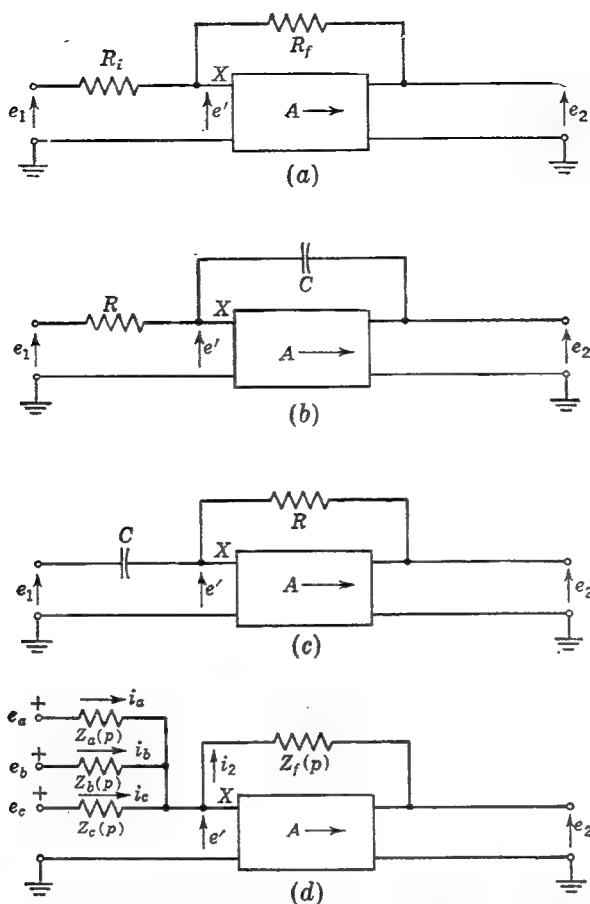 R_f
R_i
X
e_1
e'
A
e_2
(a)
C
R
X
e_1
e'
A
e_2
(b)
R
C
X
e_1
e'
A
e_2
(c)
+ i_a
e_a
Z_a(p)
+ i_b
e_b
Z_b(p)
i_2
Z_f(p)
+ i_c
e_c
Z_c(p)
X
e'
A
e_2
(d)